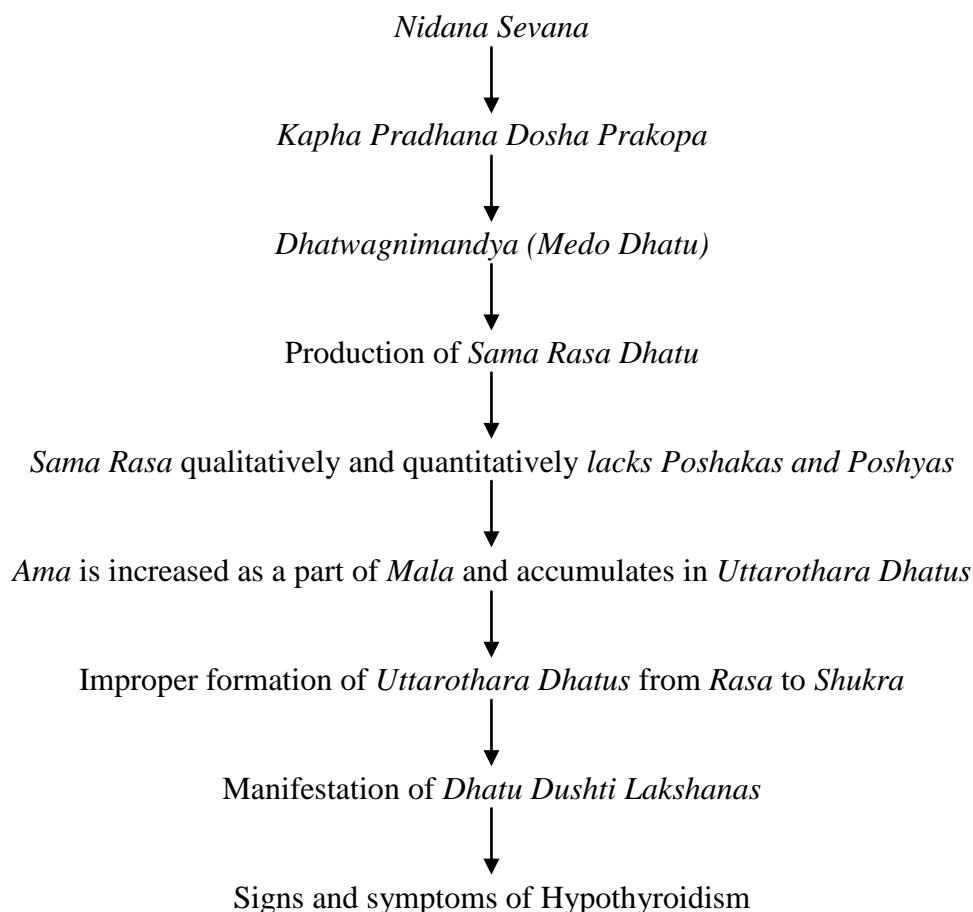 Nidana Sevana
Kapha Pradhana Dosha Prakopa
Dhatwagnimandya (Medo Dhatu)
Production of Sama Rasa Dhatu
Sama Rasa qualitatively and quantitatively lacks Poshakas and Poshyas
Ama is increased as a part of Mala and accumulates in Uttarothara Dhatus
Improper formation of Uttarothara Dhatus from Rasa to Shukra
Manifestation of Dhatu Dushti Lakshanas
Signs and symptoms of Hypothyroidism